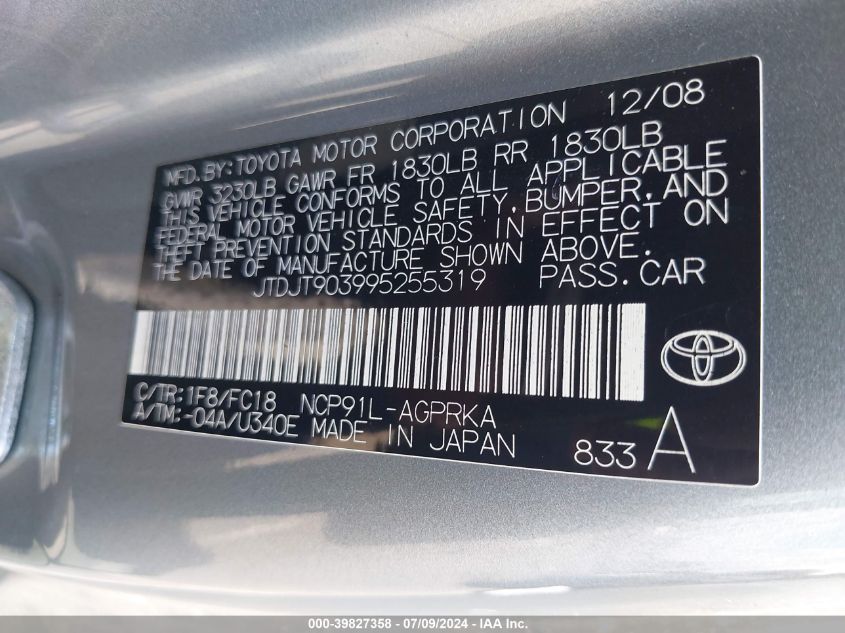 MFD.BY:TOYOTA MOTOR CORPORATION 12/08
GVWR 3230LB GAWR FR 1830LB RR 1830LB
THIS VEHICLE CONFORMS TO ALL APPLICABLE
FEDERAL MOTOR VEHICLE SAFETY,BUMPER,AND
THEFT PREVENTION STANDARDS IN EFFECT ON
THE DATE OF MANUFACTURE SHOWN ABOVE.
JTDJT903995255319 PASS.CAR
C/TR:1F8/FC18 NCP91L-AGPRKA
A/TM:-04A/U340E MADE IN JAPAN 833 A
000-39827358 - 07/09/2024 - IAA Inc.